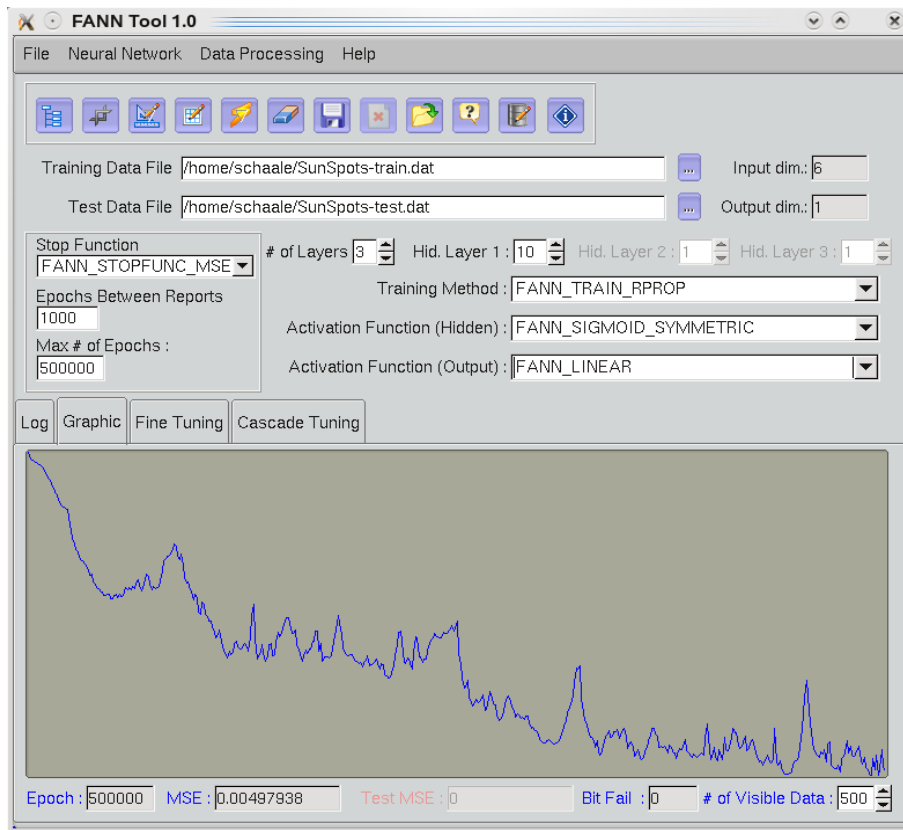 FANN Tool 1.0
File Neural Network Data Processing Help
Training Data File /home/schaale/SunSpots-train.dat ... Input dim.: 6
Test Data File /home/schaale/SunSpots-test.dat ... Output dim.: 1
Stop Function
FANN_STOPFUNC_MSE
# of Layers 3 Hid. Layer 1 : 10 Hid. Layer 2 : 1 Hid. Layer 3 : 1
Epochs Between Reports
1000
Training Method : FANN_TRAIN_RPROP
Activation Function (Hidden) : FANN_SIGMOID_SYMMETRIC
Max # of Epochs :
500000
Activation Function (Output) : FANN_LINEAR
Log Graphic Fine Tuning Cascade Tuning
Epoch : 500000 MSE : 0.00497938 Test MSE : 0 Bit Fail : 0 # of Visible Data : 500